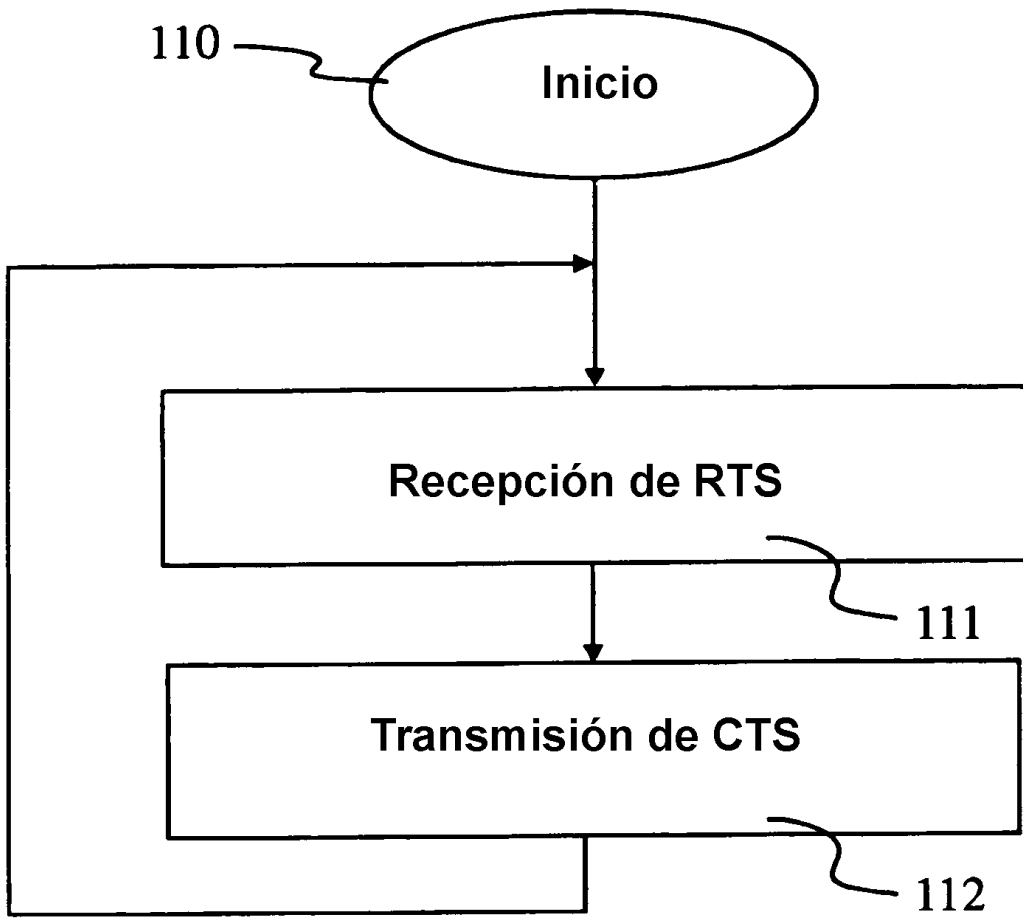 110
Inicio
Recepción de RTS
111
Transmisión de CTS
112